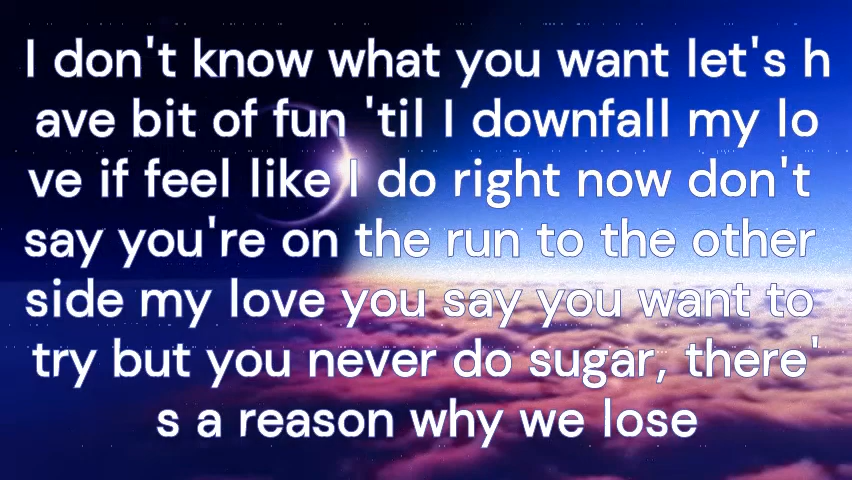 I don't know what you want let's h
ave bit of fun 'til I downfall my lo
ve if feel like I do right now don't
say you're on the run to the other
side my love you say you want to
try but you never do sugar, there'
s a reason why we lose